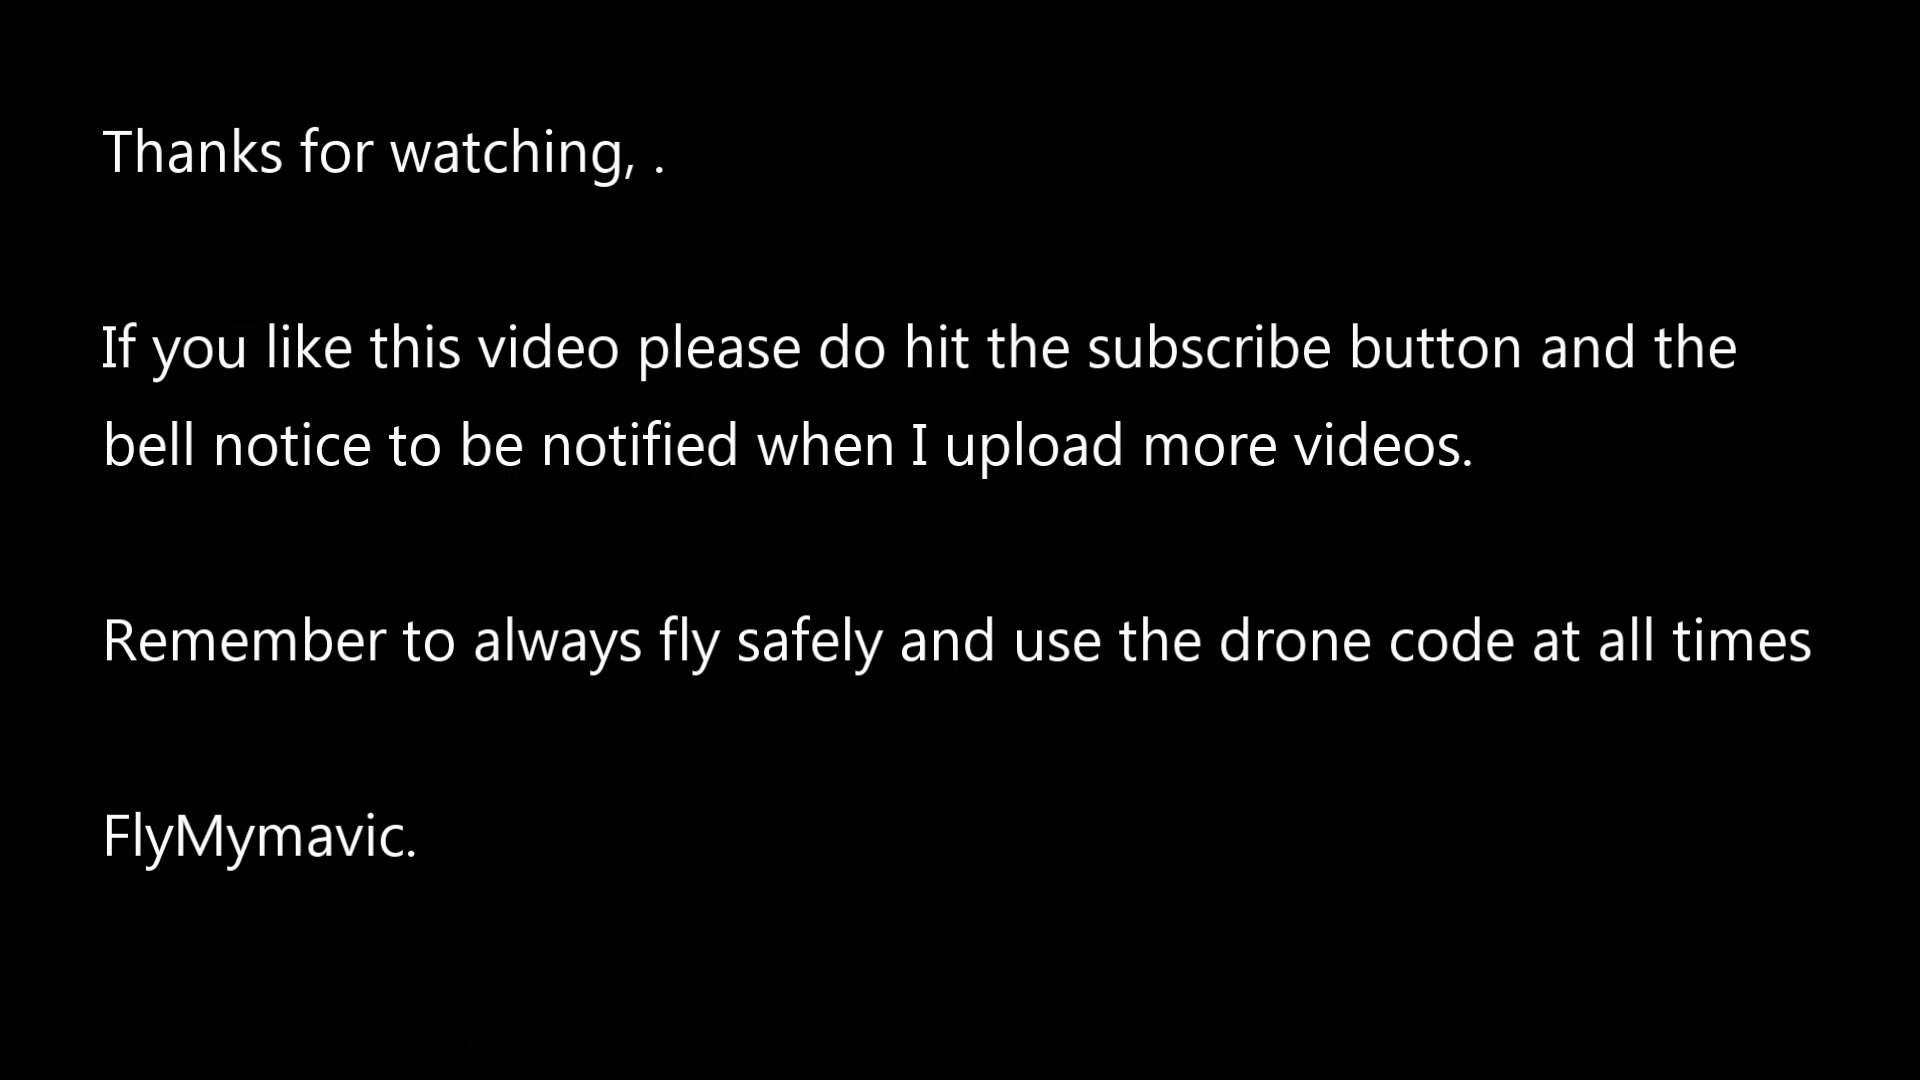 Thanks for watching, .
If you like this video please do hit the subscribe button and the
bell notice to be notified when I upload more videos.
Remember to always fly safely and use the drone code at all times
FlyMymavic.